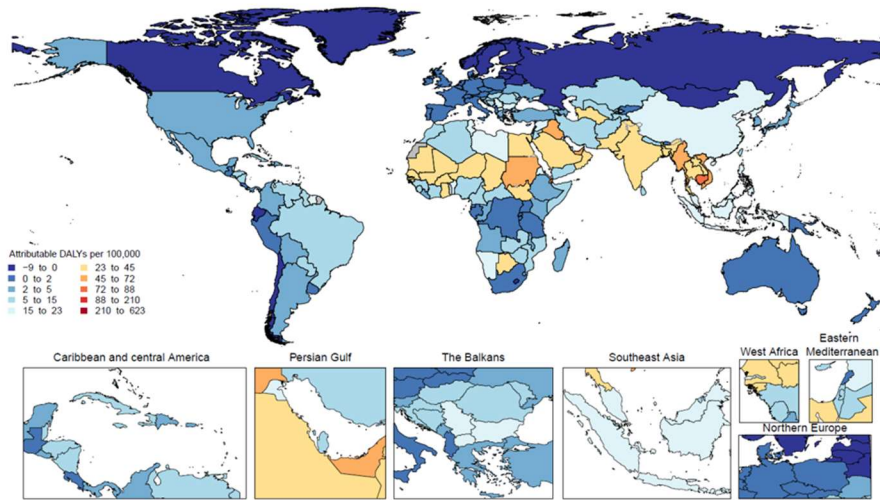 Attributable DALYs per 100,000
−9 to 0
0 to 2
2 to 5
5 to 15
15 to 23
23 to 45
45 to 72
72 to 88
88 to 210
210 to 623
Caribbean and central America
Persian Gulf
The Balkans
Southeast Asia
West Africa
Eastern
Mediterranean
Northern Europe